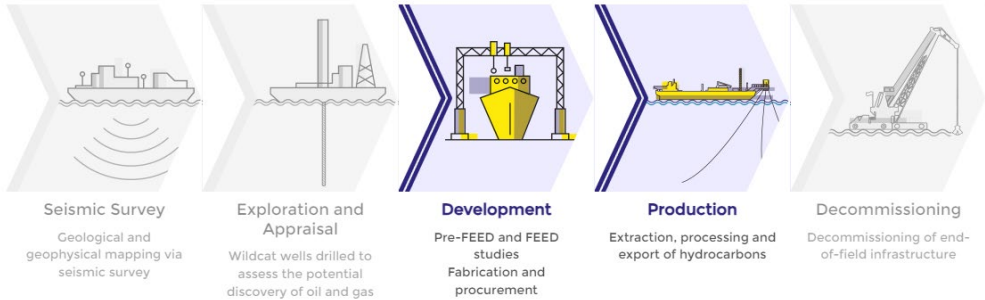 Seismic Survey
Geological and
geophysical mapping via
seismic survey
Exploration and
Appraisal
Wildcat wells drilled to
assess the potential
discovery of oil and gas
Development
Pre-FEED and FEED
studies
Fabrication and
procurement
Production
Extraction, processing and
export of hydrocarbons
Decommissioning
Decommissioning of end-
of-field infrastructure